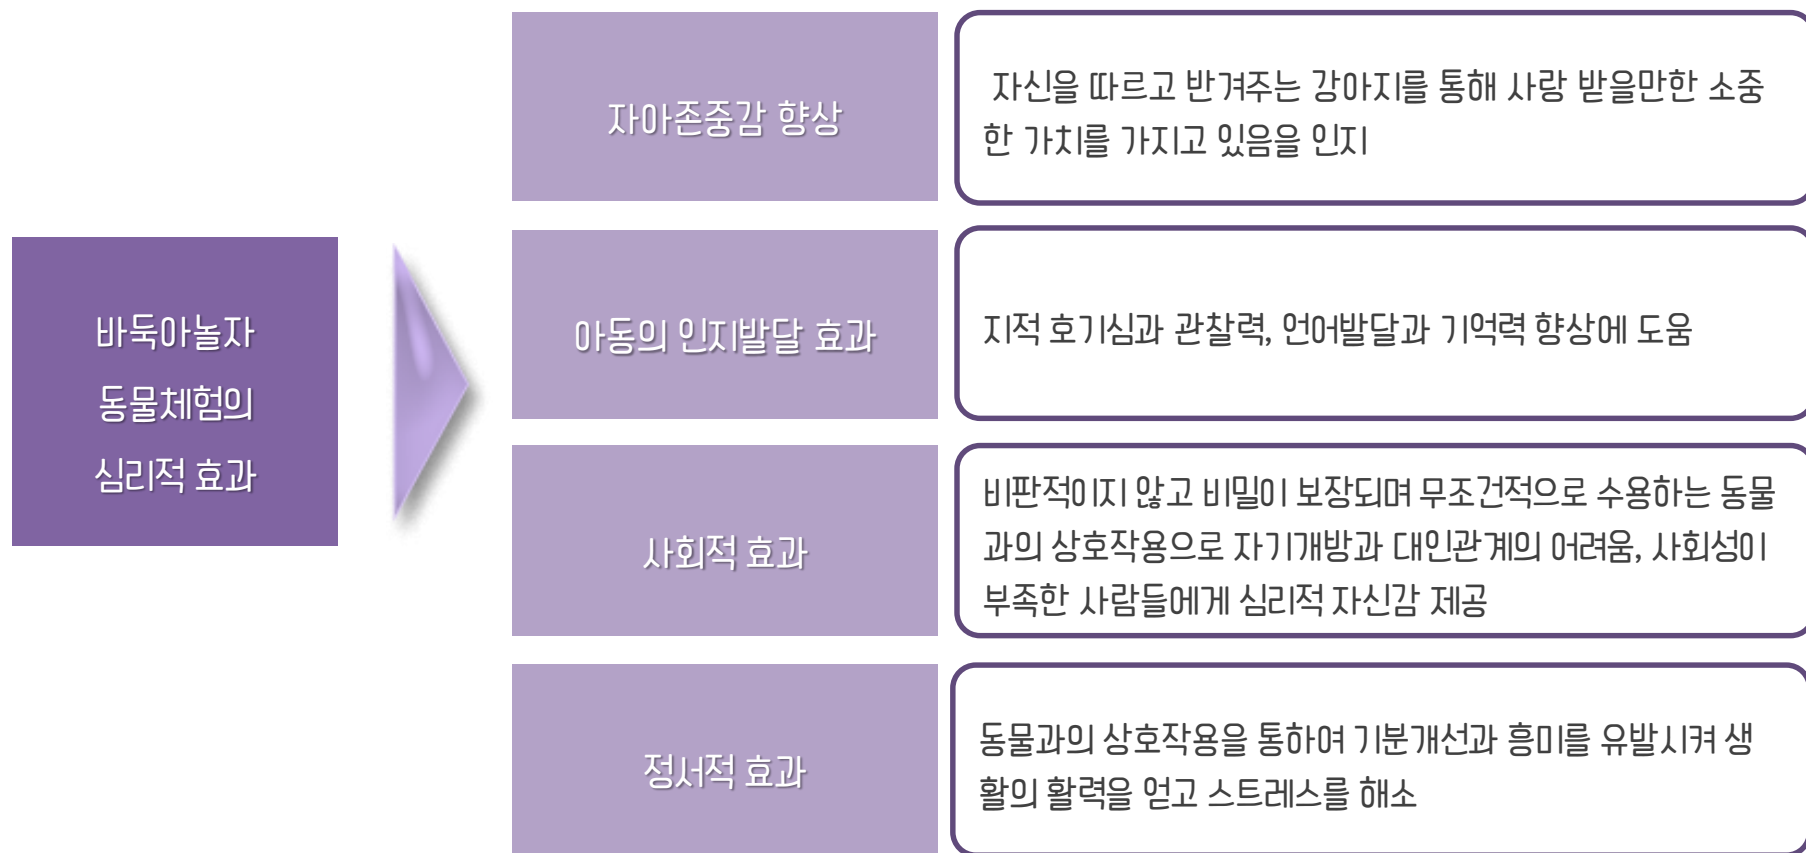 바둑아놀자
동물체험의
심리적 효과
자아존중감 향상
자신을 따르고 반겨주는 강아지를 통해 사랑 받을만한 소중
한 가치를 가지고 있음을 인지
아동의 인지발달 효과
지적 호기심과 관찰력, 언어발달과 기억력 향상에 도움
사회적 효과
비판적이지 않고 비밀이 보장되며 무조건적으로 수용하는 동물
과의 상호작용으로 자기개방과 대인관계의 어려움, 사회성이
부족한 사람들에게 심리적 자신감 제공
정서적 효과
동물과의 상호작용을 통하여 기분개선과 흥미를 유발시켜 생
활의 활력을 얻고 스트레스를 해소